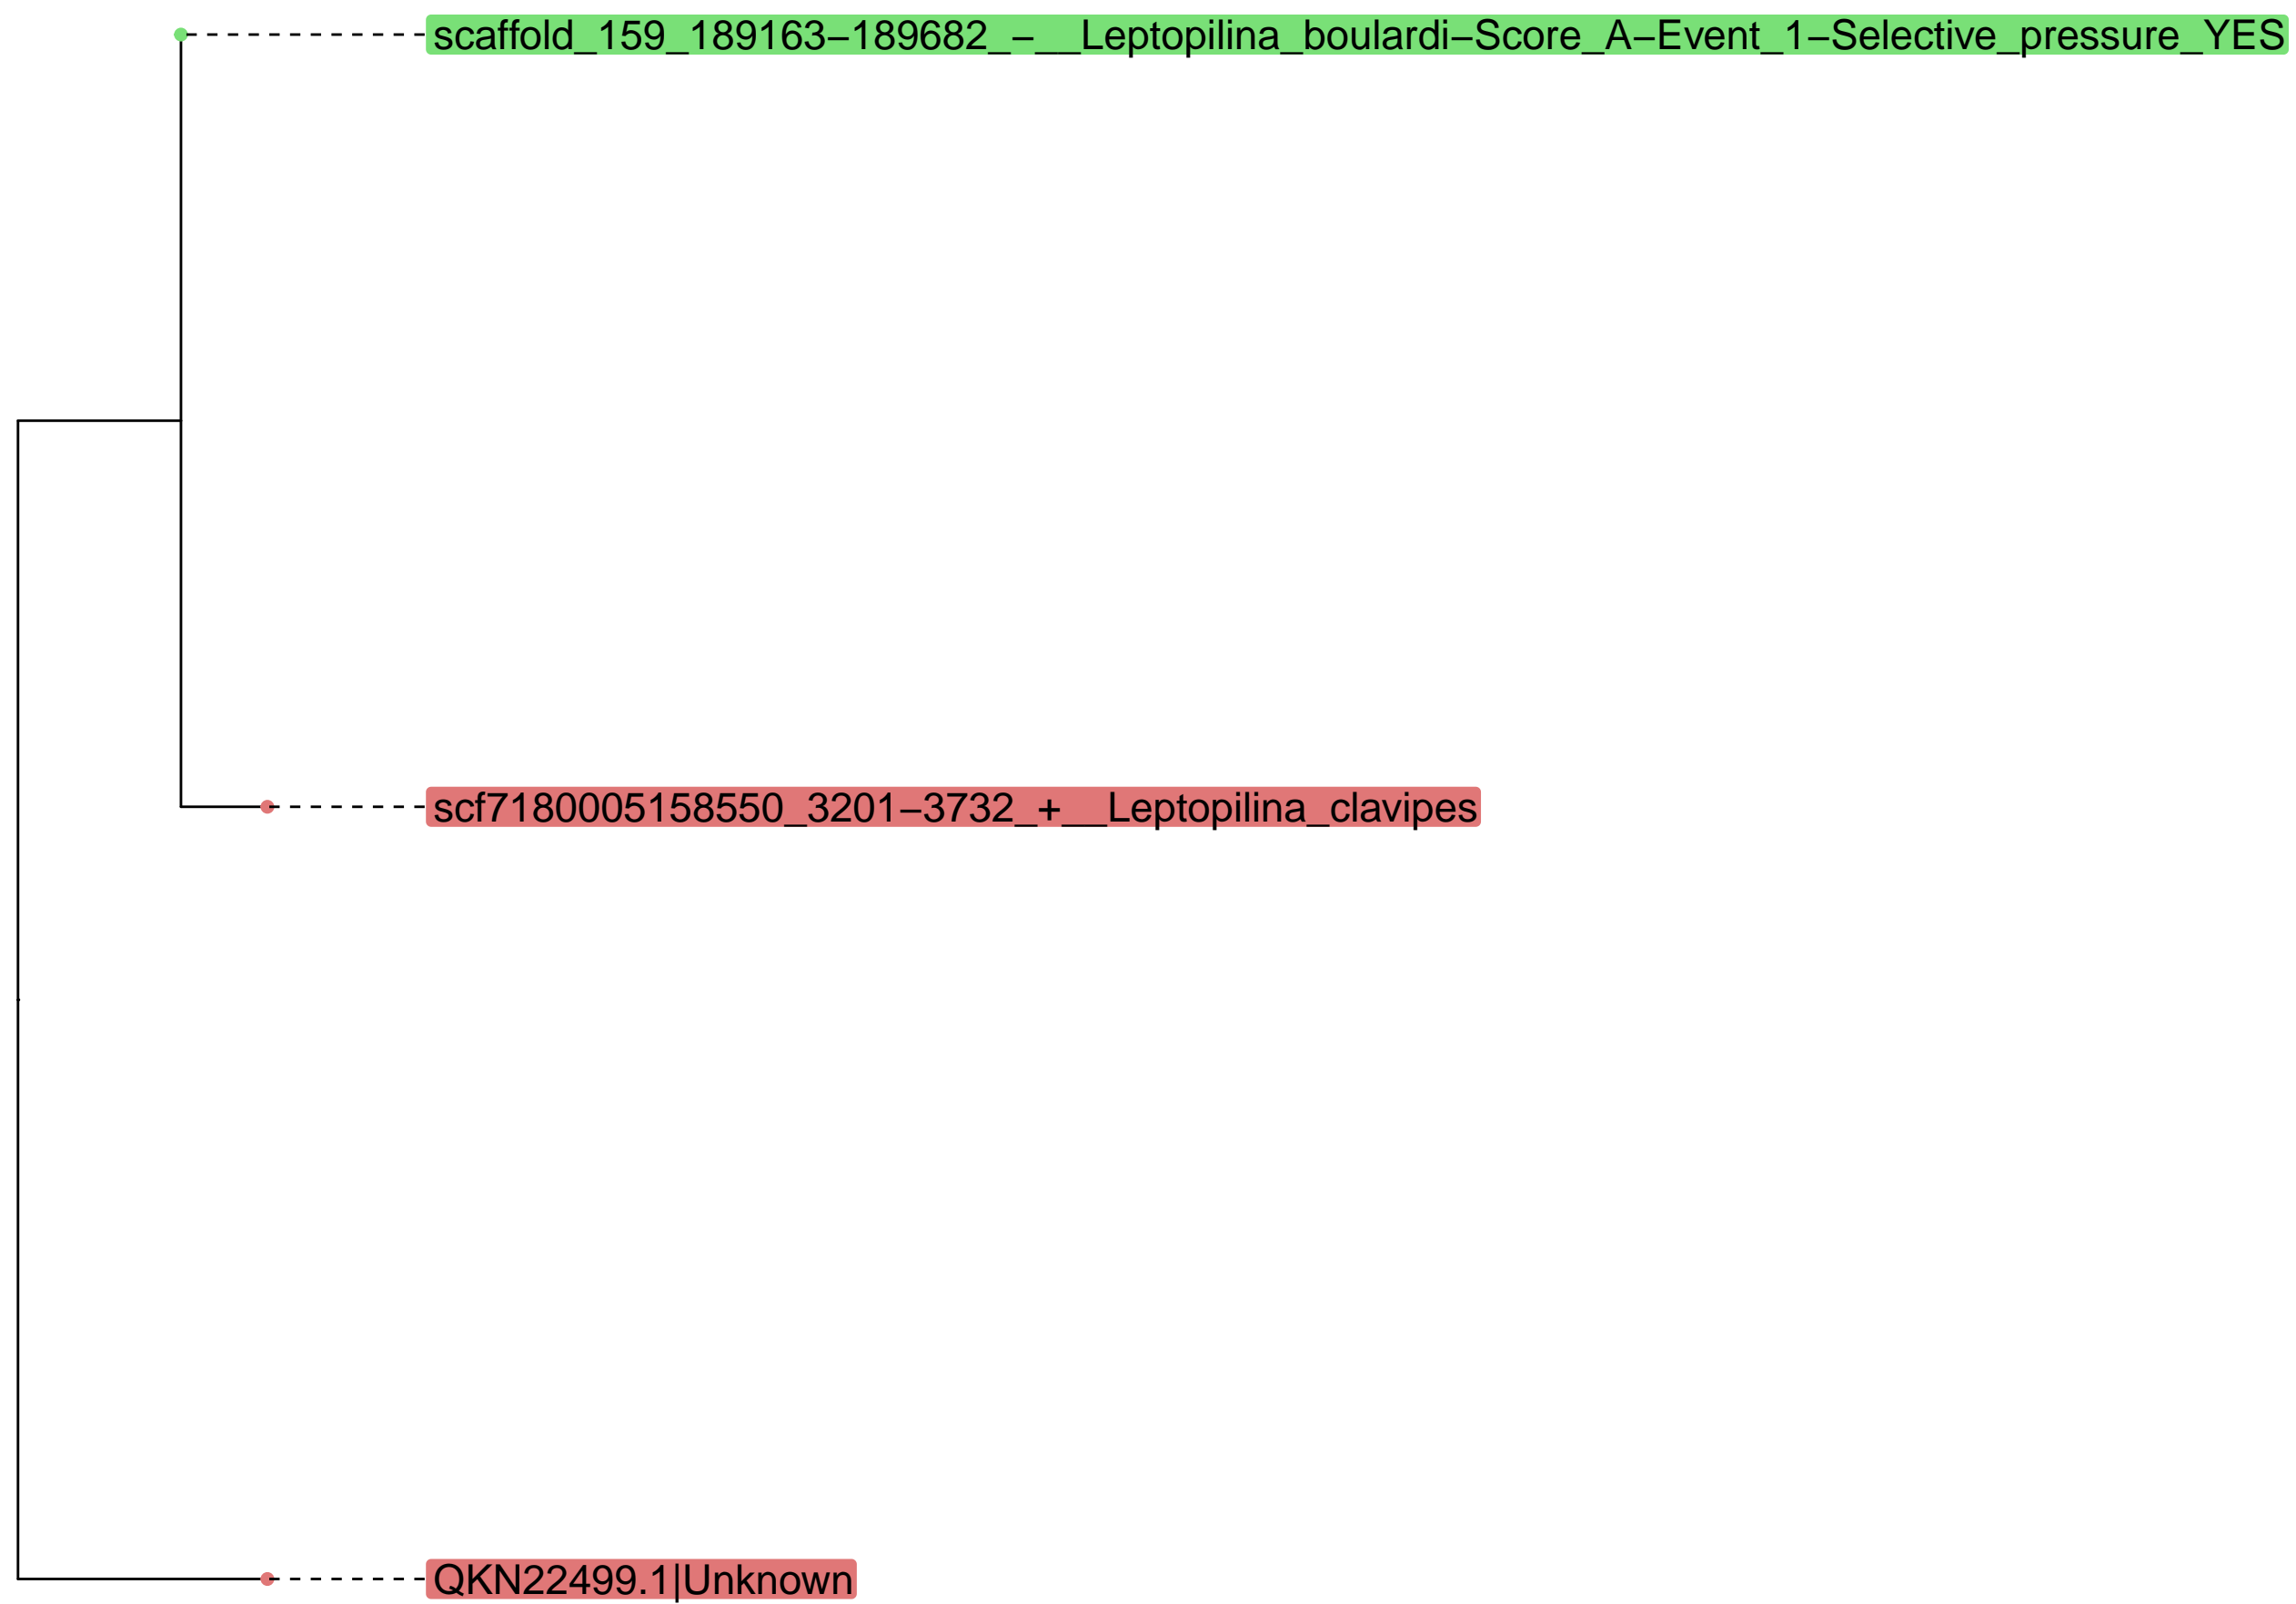 scaffold_159_189163−189682_−__Leptopilina_boulardi−Score_A−Event_1−Selective_pressure_YES
scf7180005158550_3201−3732_+__Leptopilina_clavipes
QKN22499.1|Unknown